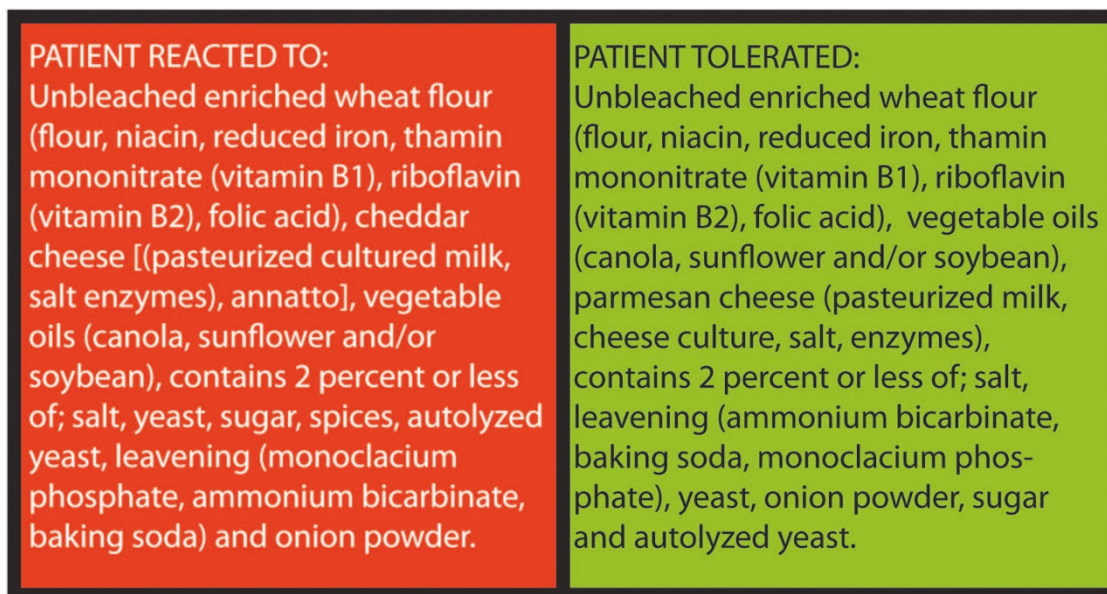 PATIENT REACTED TO:
Unbleached enriched wheat flour
(flour, niacin, reduced iron, thamin
mononitrate (vitamin B1), riboflavin
(vitamin B2), folic acid), cheddar
cheese [(pasteurized cultured milk,
salt enzymes), annatto], vegetable
oils (canola, sunflower and/or
soybean), contains 2 percent or less
of; salt, yeast, sugar, spices, autolyzed
yeast, leavening (monoclacium
phosphate, ammonium bicarbinate,
baking soda) and onion powder.
PATIENT TOLERATED:
Unbleached enriched wheat flour
(flour, niacin, reduced iron, thamin
mononitrate (vitamin B1), riboflavin
(vitamin B2), folic acid),  vegetable oils
(canola, sunflower and/or soybean),
parmesan cheese (pasteurized milk,
cheese culture, salt, enzymes),
contains 2 percent or less of; salt,
leavening (ammonium bicarbinate,
baking soda, monoclacium phos-
phate), yeast, onion powder, sugar
and autolyzed yeast.